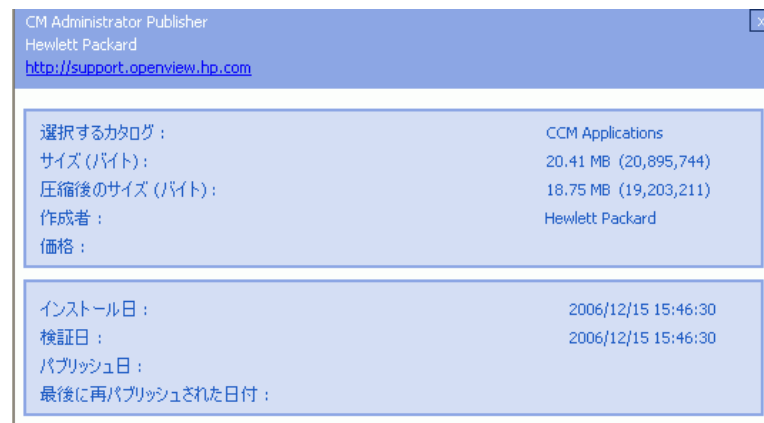 CM Administrator Publisher
Hewlett Packard
http://support.openview.hp.com
選択するカタログ : CCM Applications
サイズ (バイト) : 20.41 MB (20,895,744)
圧縮後のサイズ (バイト) : 18.75 MB (19,203,211)
作成者 : Hewlett Packard
価格 :
インストール日 : 2006/12/15 15:46:30
検証日 : 2006/12/15 15:46:30
パブリッシュ日 :
最後に再パブリッシュされた日付 :